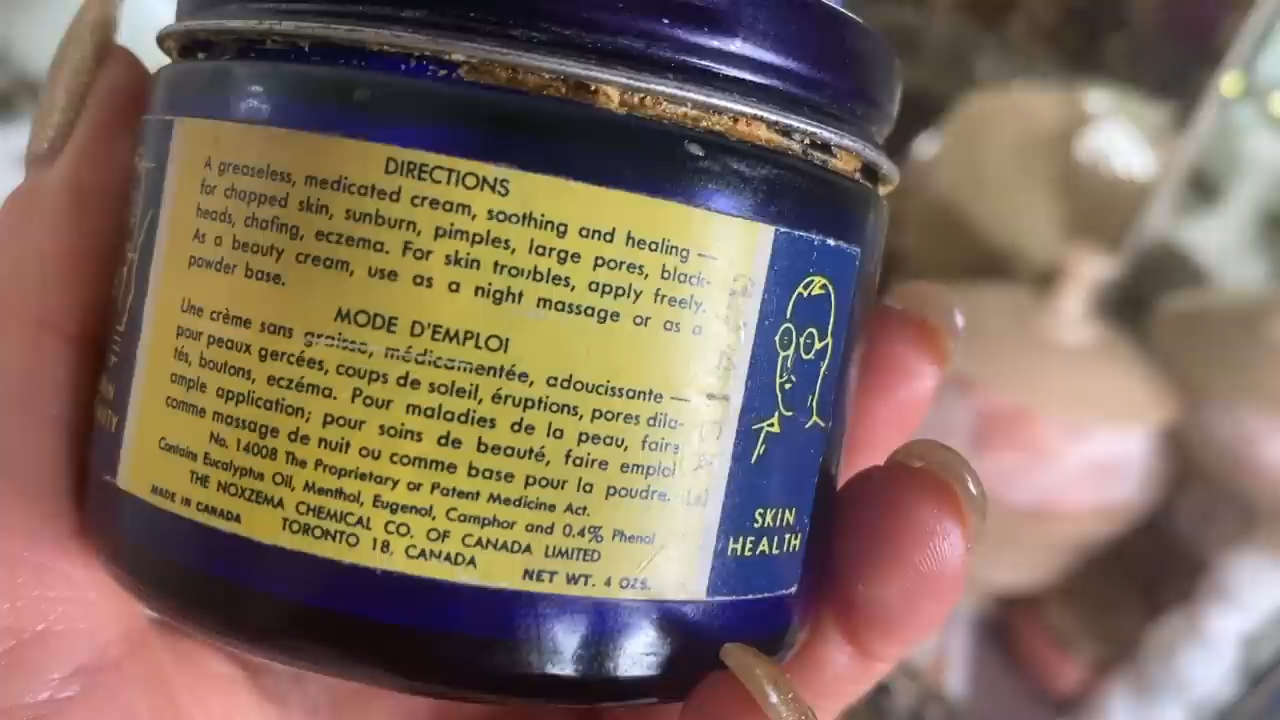 DIRECTIONS
A greaseless, medicated cream, soothing and healing —
for chapped skin, sunburn, pimples, large pores, black-
heads, chafing, eczema. For skin troubles, apply freely.
As a beauty cream, use as a night massage or as a
powder base.
MODE D'EMPLOI
Une crème sans graisse, médicamentée, adoucissante —
pour peaux gercées, coups de soleil, éruptions, pores dila-
tés, boutons, eczéma. Pour maladies de la peau, faire
ample application; pour soins de beauté, faire emploi
comme massage de nuit ou comme base pour la poudre.
No. 14008 The Proprietary or Patent Medicine Act.
Contains Eucalyptus Oil, Menthol, Eugenol, Camphor and 0.4% Phenol
THE NOXZEMA CHEMICAL CO. OF CANADA LIMITED
MADE IN CANADA TORONTO 18, CANADA NET WT. 4 OZS.
SKIN
HEALTH